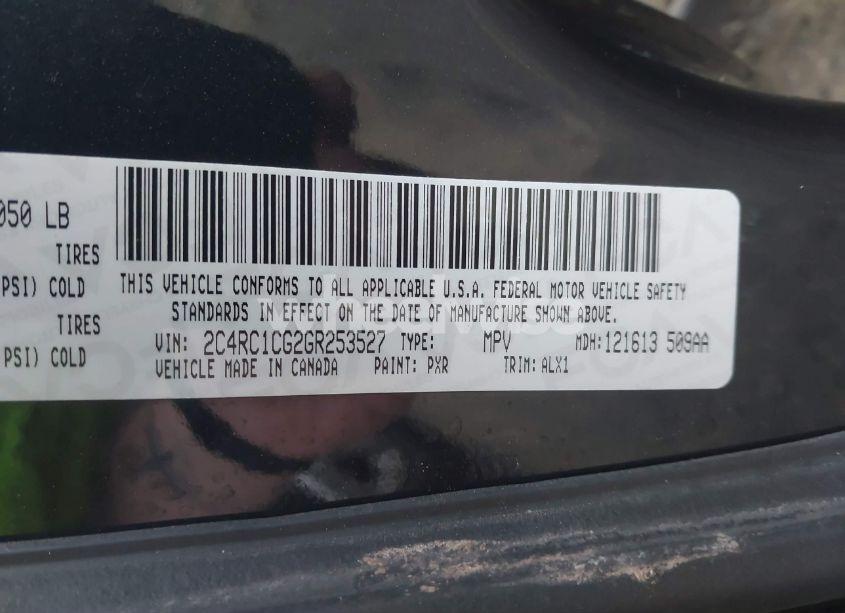 050 LB
TIRES
PSI) COLD
TIRES
PSI) COLD
THIS VEHICLE CONFORMS TO ALL APPLICABLE U.S.A. FEDERAL MOTOR VEHICLE SAFETY
STANDARDS IN EFFECT ON THE DATE OF MANUFACTURE SHOWN ABOVE.
VIN: 2C4RC1CG2GR253527 TYPE: MPV MDH: 121613 509AA
VEHICLE MADE IN CANADA PAINT: PXR TRIM: ALX1